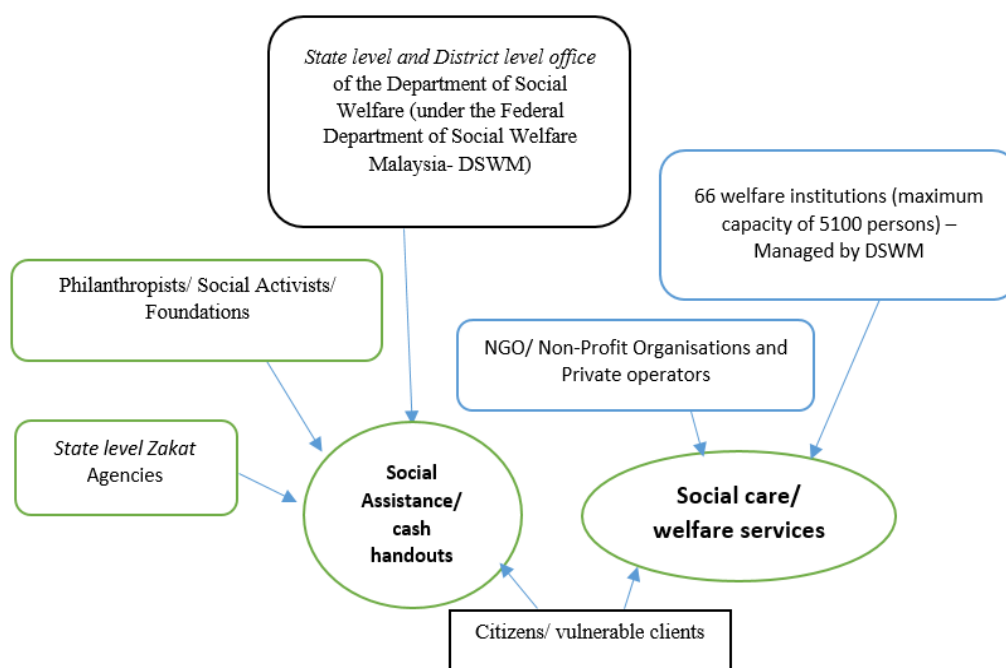 State level and District level office
of the Department of Social
Welfare (under the Federal
Department of Social Welfare
Malaysia- DSWM)
66 welfare institutions (maximum
capacity of 5100 persons) –
Managed by DSWM
Philanthropists/ Social Activists/
Foundations
NGO/ Non-Profit Organisations and
Private operators
State level Zakat
Agencies
Social
Assistance/
cash
handouts
Social care/
welfare services
Citizens/ vulnerable clients